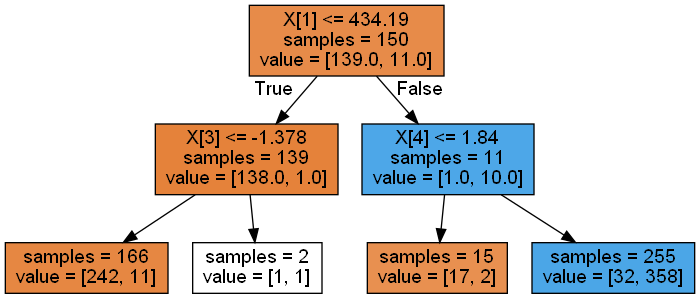 X[1] <= 434.19
samples = 150
value = [139.0, 11.0]
True
False
X[3] <= -1.378
samples = 139
value = [138.0, 1.0]
X[4] <= 1.84
samples = 11
value = [1.0, 10.0]
samples = 166
value = [242, 11]
samples = 2
value = [1, 1]
samples = 15
value = [17, 2]
samples = 255
value = [32, 358]